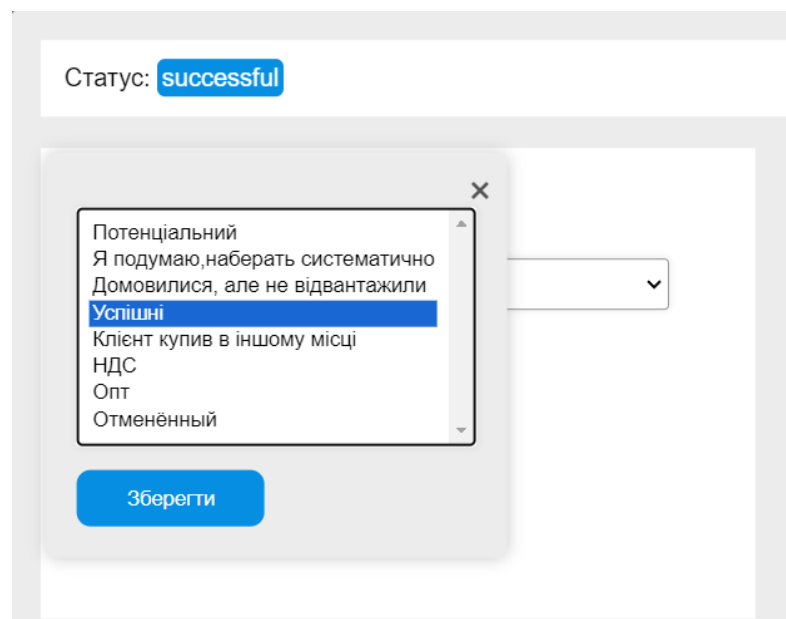 Статус: successful
×
Потенціальний
Я подумаю,наберать систематично
Домовилися, але не відвантажили
Успішні
Клієнт купив в іншому місці
НДС
Опт
Отменённый
Зберегти